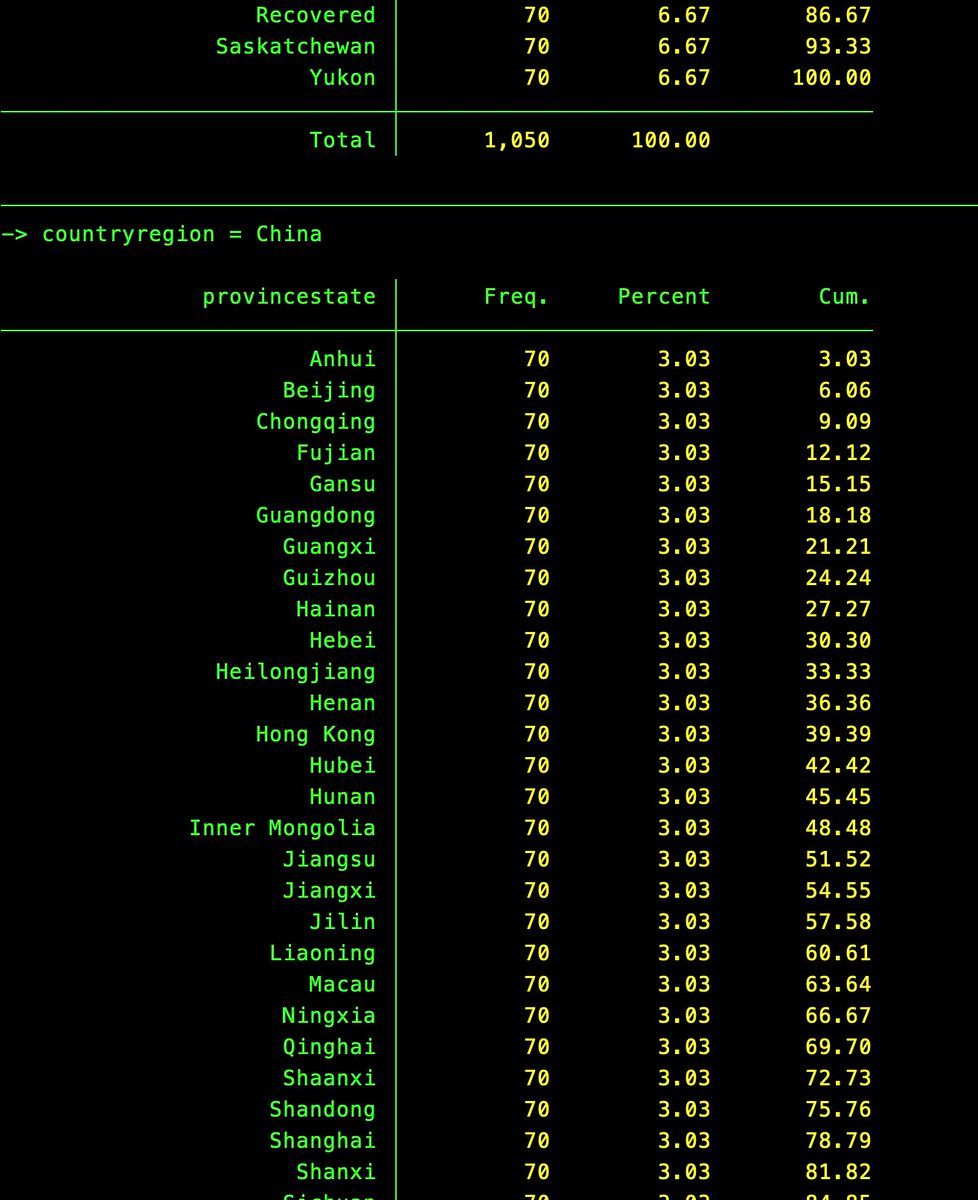 Recovered 70 6.67 86.67
Saskatchewan 70 6.67 93.33
Yukon 70 6.67 100.00
Total 1,050 100.00
-> countryregion = China
provincestate Freq. Percent Cum.
Anhui 70 3.03 3.03
Beijing 70 3.03 6.06
Chongqing 70 3.03 9.09
Fujian 70 3.03 12.12
Gansu 70 3.03 15.15
Guangdong 70 3.03 18.18
Guangxi 70 3.03 21.21
Guizhou 70 3.03 24.24
Hainan 70 3.03 27.27
Hebei 70 3.03 30.30
Heilongjiang 70 3.03 33.33
Henan 70 3.03 36.36
Hong Kong 70 3.03 39.39
Hubei 70 3.03 42.42
Hunan 70 3.03 45.45
Inner Mongolia 70 3.03 48.48
Jiangsu 70 3.03 51.52
Jiangxi 70 3.03 54.55
Jilin 70 3.03 57.58
Liaoning 70 3.03 60.61
Macau 70 3.03 63.64
Ningxia 70 3.03 66.67
Qinghai 70 3.03 69.70
Shaanxi 70 3.03 72.73
Shandong 70 3.03 75.76
Shanghai 70 3.03 78.79
Shanxi 70 3.03 81.82